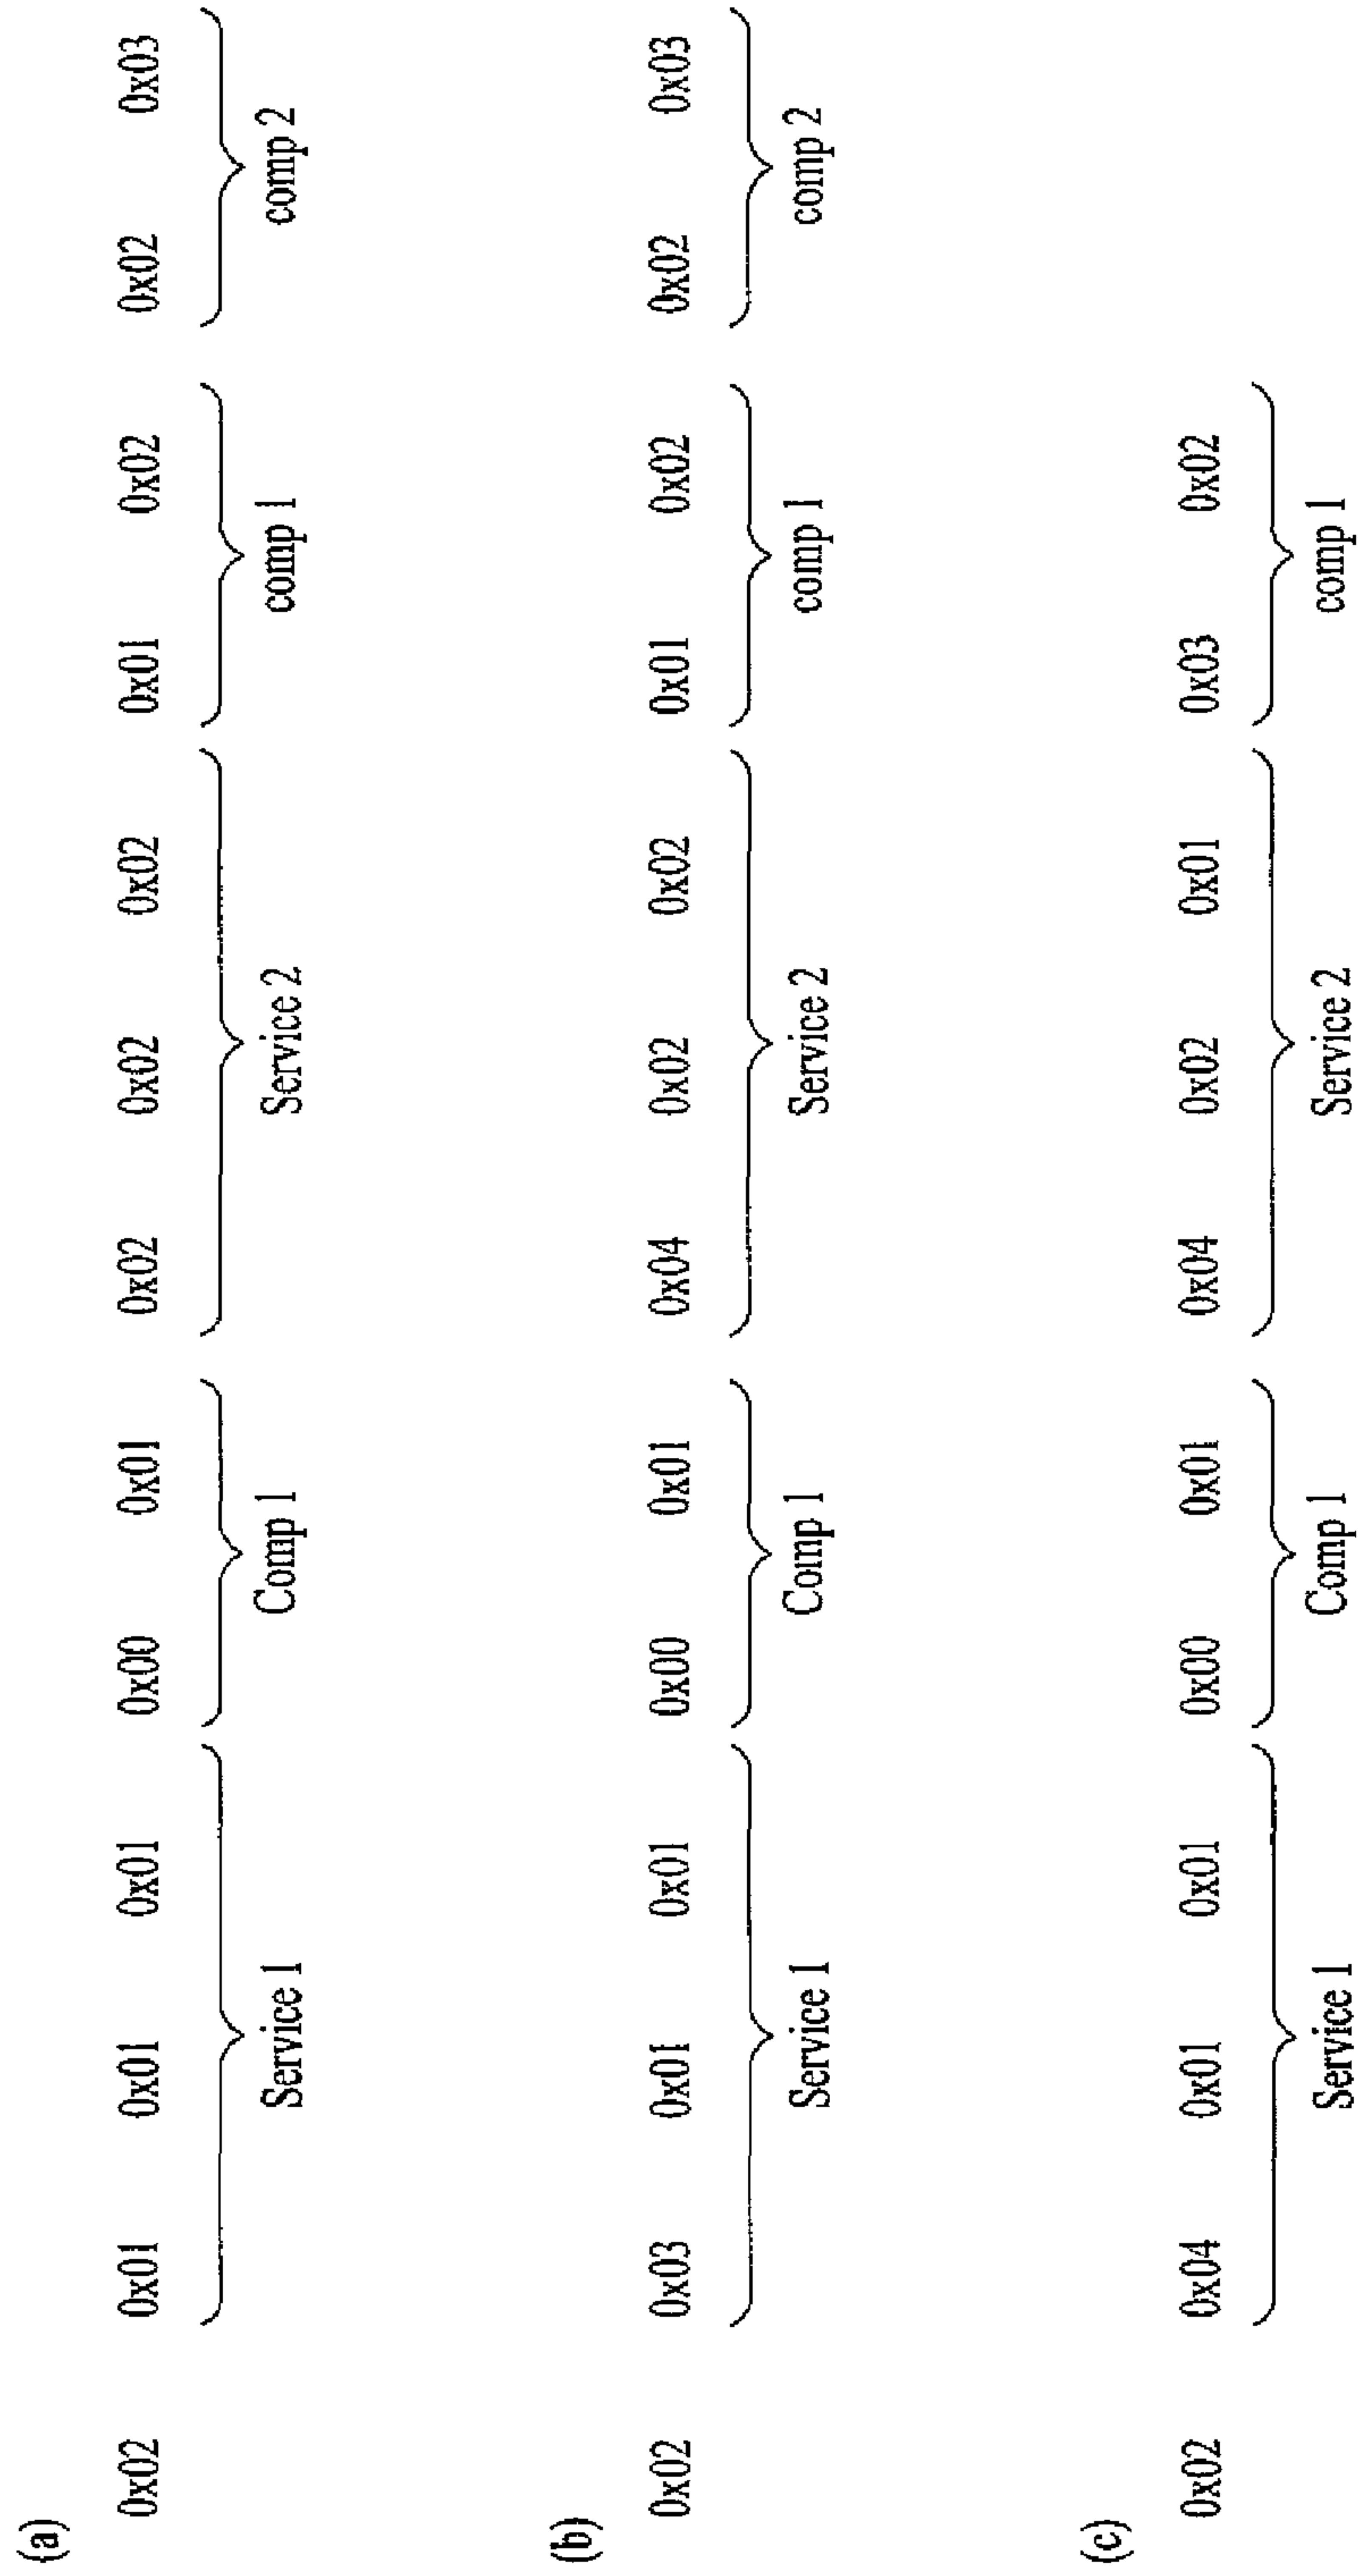 (a)
0x02 0x01 0x01 0x01 0x00 0x01 0x02 0x02 0x02 0x01 0x02 0x02 0x03
Service 1 Comp 1 Service 2 comp 1 comp 2
(b)
0x02 0x03 0x01 0x01 0x00 0x01 0x04 0x02 0x02 0x01 0x02 0x02 0x03
Service 1 Comp 1 Service 2 comp 1 comp 2
(c)
0x02 0x04 0x01 0x01 0x00 0x01 0x04 0x02 0x01 0x03 0x02
Service 1 Comp 1 Service 2 comp 1